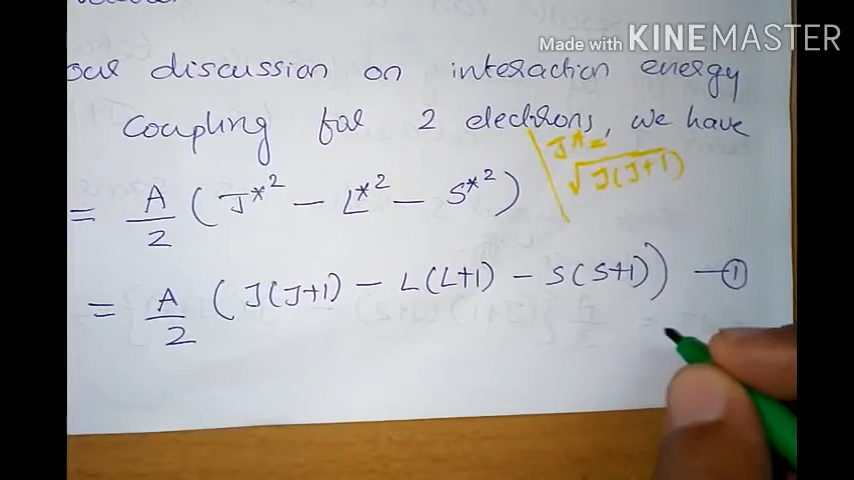 Made with KINEMASTER
our discussion on interaction energy
coupling for 2 electrons, we have
J* =
√J(J+1)
= A/2 (J*² − L*² − S*²)
= A/2 (J(J+1) − L(L+1) − S(S+1)) — ①